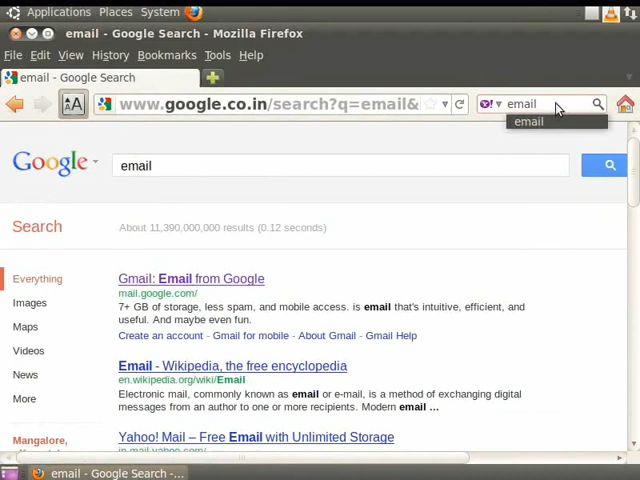 Applications Places System
email - Google Search - Mozilla Firefox
File Edit View History Bookmarks Tools Help
email - Google Search
www.google.co.in/search?q=email&
email
email
Google
email
Search
About 11,390,000,000 results (0.12 seconds)
Everything
Images
Maps
Videos
News
More
Mangalore,
Gmail: Email from Google
mail.google.com/
7+ GB of storage, less spam, and mobile access. is email that's intuitive, efficient, and
useful. And maybe even fun.
Create an account - Gmail for mobile - About Gmail - Gmail Help
Email - Wikipedia, the free encyclopedia
en.wikipedia.org/wiki/Email
Electronic mail, commonly known as email or e-mail, is a method of exchanging digital
messages from an author to one or more recipients. Modern email ...
Yahoo! Mail – Free Email with Unlimited Storage
in.mail.yahoo.com/
email - Google Search -...